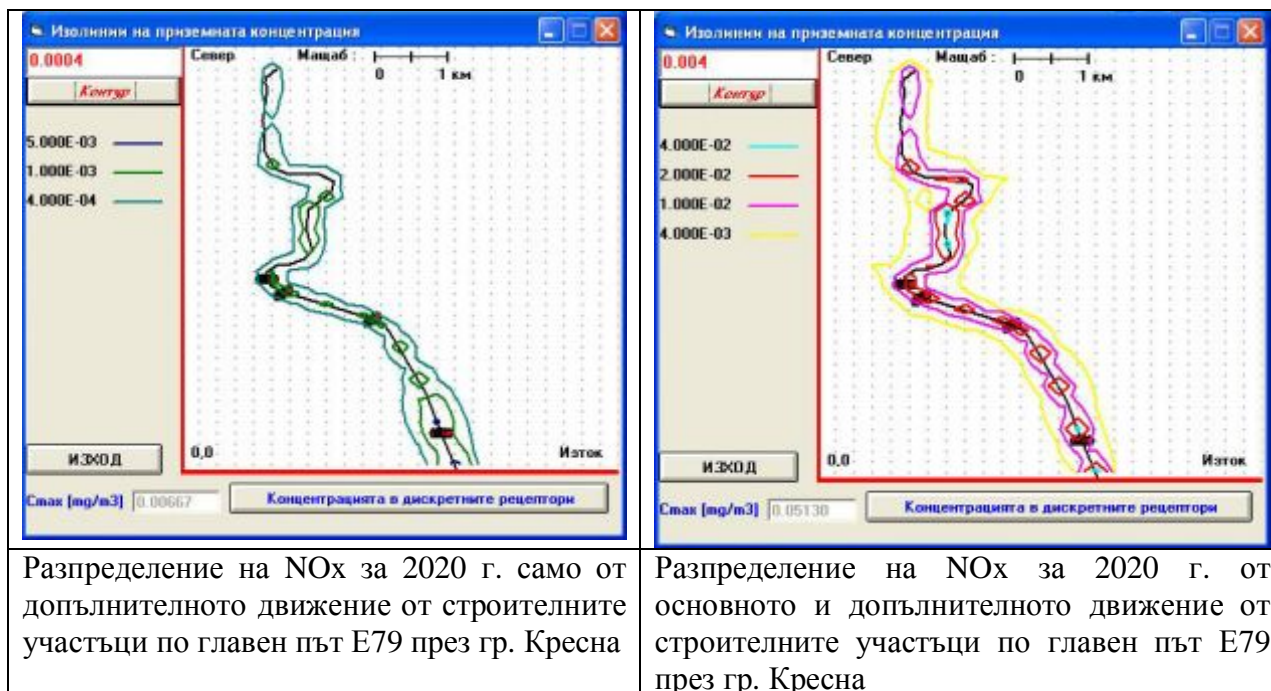 Изолинии на приземната концентрация
0.0004
Контур
5.000E-03
1.000E-03
4.000E-04
Север
Мащаб :
0 1 км
0,0
Изток
ИЗХОД
Cmax [mg/m3] 0.00667
Концентрацията в дискретните рецептори
Изолинии на приземната концентрация
0.004
Контур
4.000E-02
2.000E-02
1.000E-02
4.000E-03
Север
Мащаб :
0 1 км
0,0
Изток
ИЗХОД
Cmax [mg/m3] 0.05130
Концентрацията в дискретните рецептори
Разпределение на NOx за 2020 г. само от
допълнителното движение от строителните
участъци по главен път Е79 през гр. Кресна
Разпределение на NOx за 2020 г. от
основното и допълнителното движение от
строителните участъци по главен път Е79
през гр. Кресна